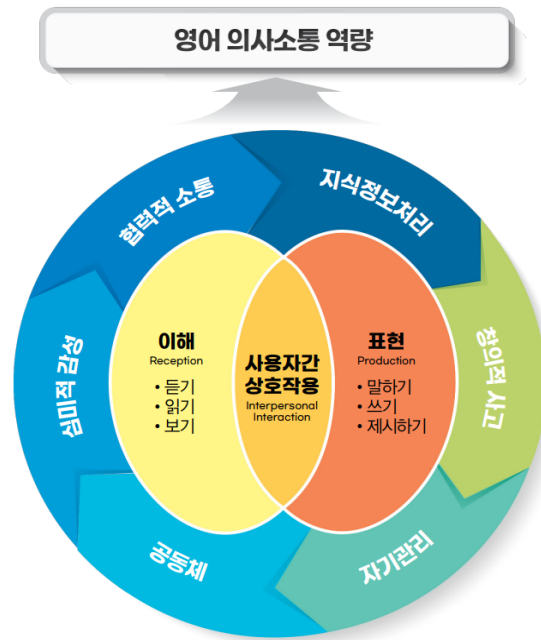 영어 의사소통 역량
협력적 소통
지식정보처리
창의적 사고
자기관리
공동체
심미적 감성
이해
Reception
• 듣기
• 읽기
• 보기
사용자간
상호작용
Interpersonal
Interaction
표현
Production
• 말하기
• 쓰기
• 제시하기